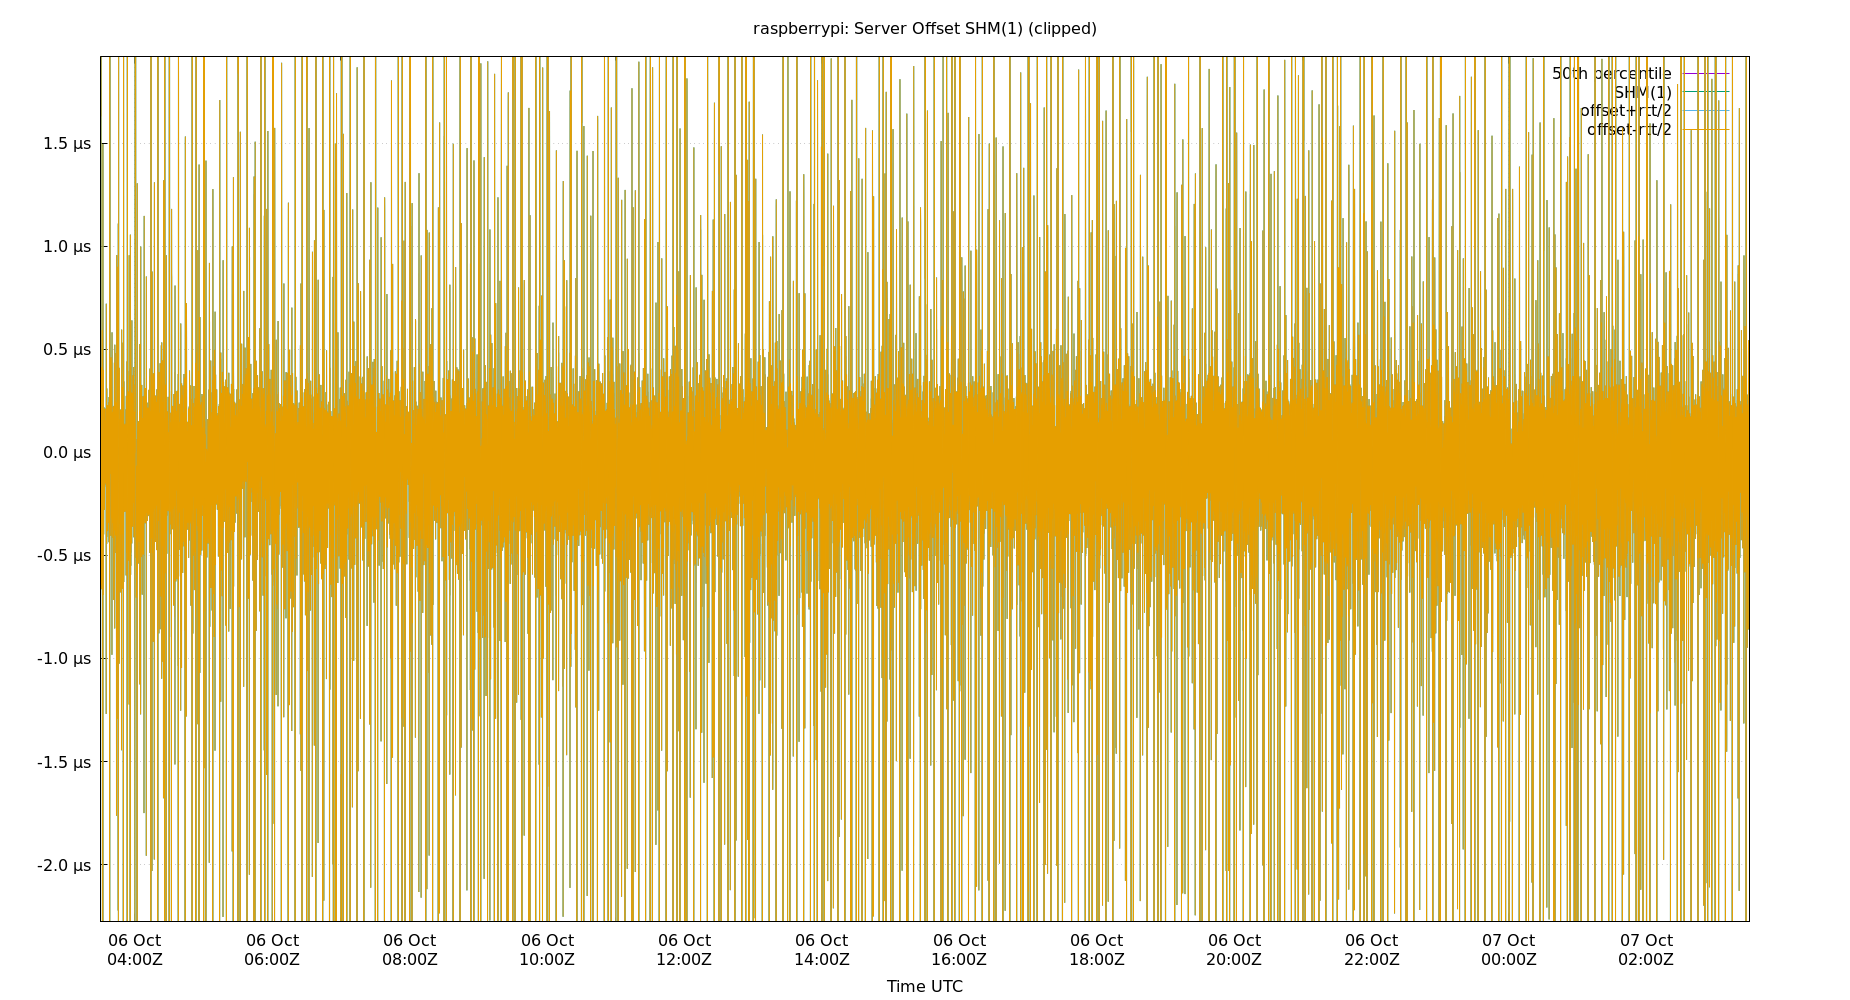 raspberrypi: Server Offset SHM(1) (clipped)
50th percentile
SHM(1)
offset+rtt/2
offset-rtt/2
1.5 µs
1.0 µs
0.5 µs
0.0 µs
-0.5 µs
-1.0 µs
-1.5 µs
-2.0 µs
06 Oct 06 Oct 06 Oct 06 Oct 06 Oct 06 Oct 06 Oct 06 Oct 06 Oct 06 Oct 07 Oct 07 Oct
04:00Z 06:00Z 08:00Z 10:00Z 12:00Z 14:00Z 16:00Z 18:00Z 20:00Z 22:00Z 00:00Z 02:00Z
Time UTC